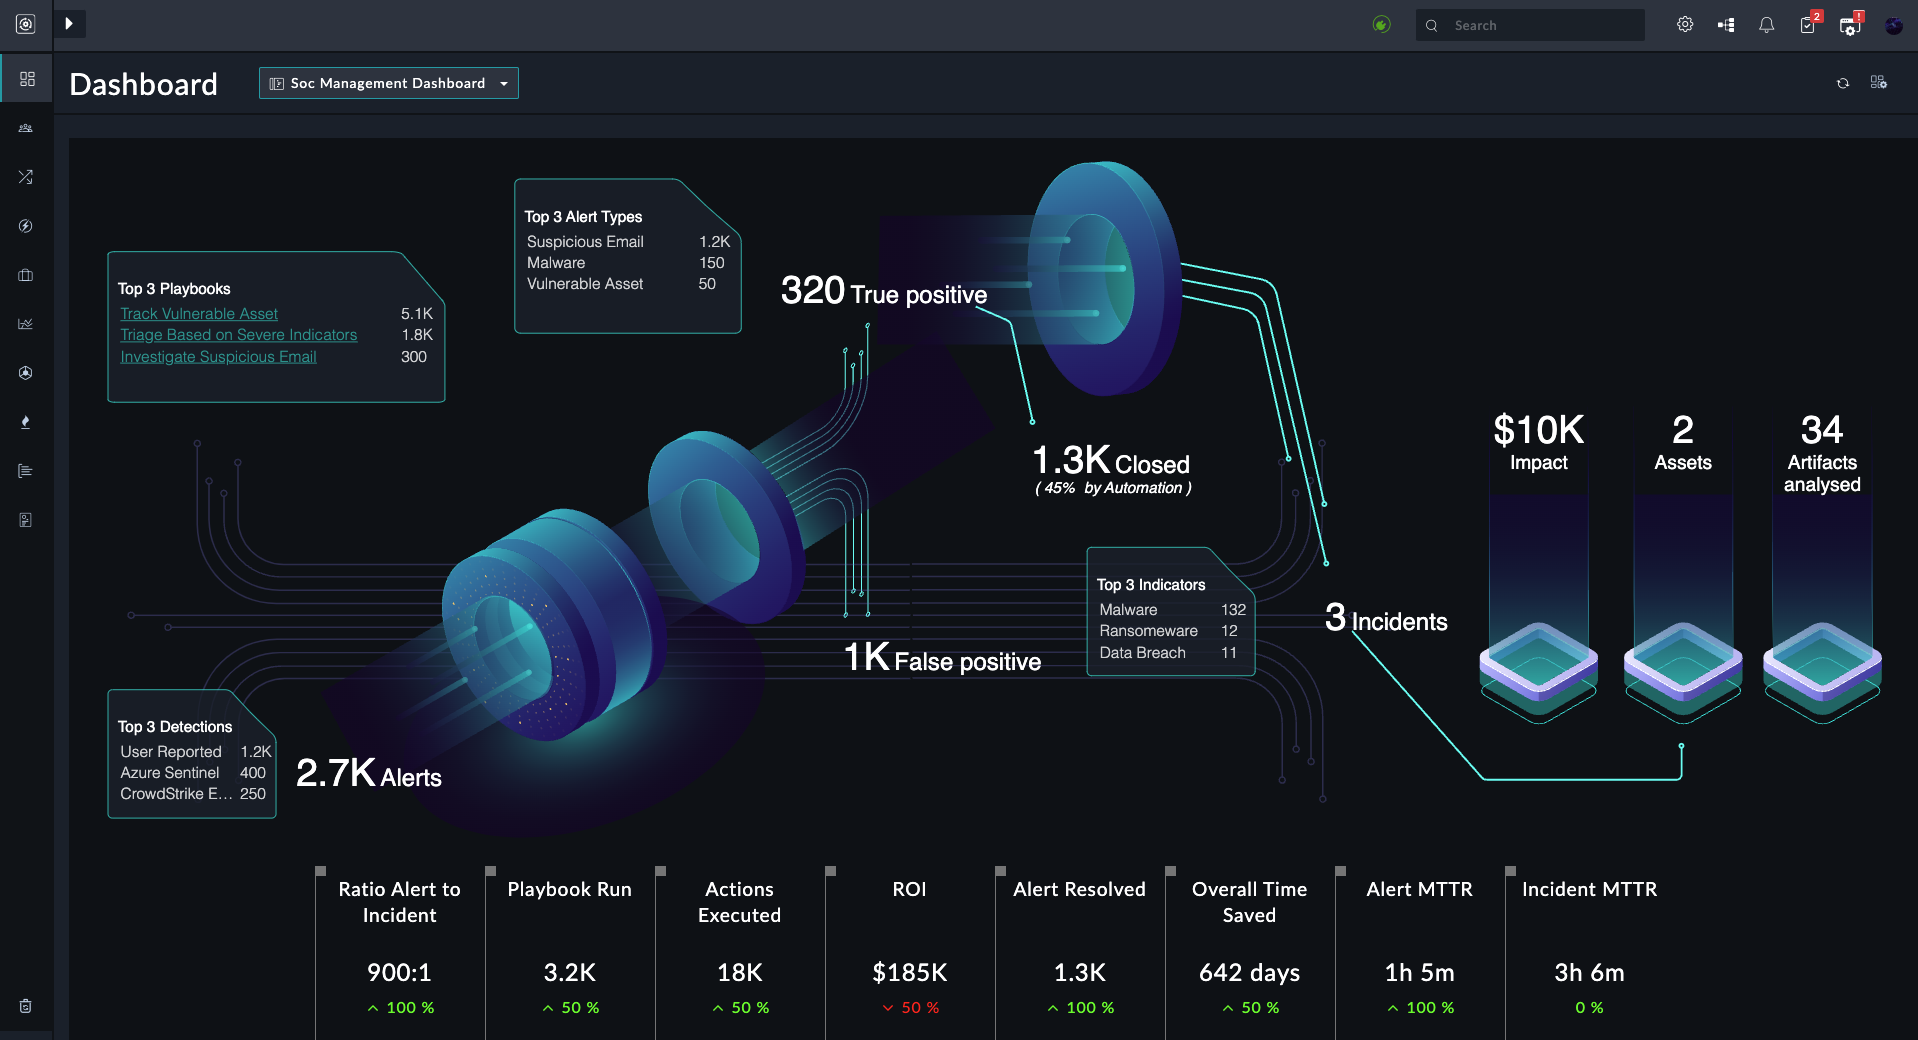 Search
2
!
Dashboard
Soc Management Dashboard
Top 3 Alert Types
Suspicious Email 1.2K
Malware 150
Vulnerable Asset 50
Top 3 Playbooks
Track Vulnerable Asset 5.1K
Triage Based on Severe Indicators 1.8K
Investigate Suspicious Email 300
320 True positive
1.3K Closed
( 45% by Automation )
$10K
Impact
2
Assets
34
Artifacts
analysed
Top 3 Indicators
Malware 132
Ransomeware 12
Data Breach 11
3 Incidents
1K False positive
Top 3 Detections
User Reported 1.2K
Azure Sentinel 400
CrowdStrike E... 250
2.7K Alerts
Ratio Alert to
Incident
900:1
100 %
Playbook Run
3.2K
50 %
Actions
Executed
18K
50 %
ROI
$185K
50 %
Alert Resolved
1.3K
100 %
Overall Time
Saved
642 days
50 %
Alert MTTR
1h 5m
100 %
Incident MTTR
3h 6m
0 %